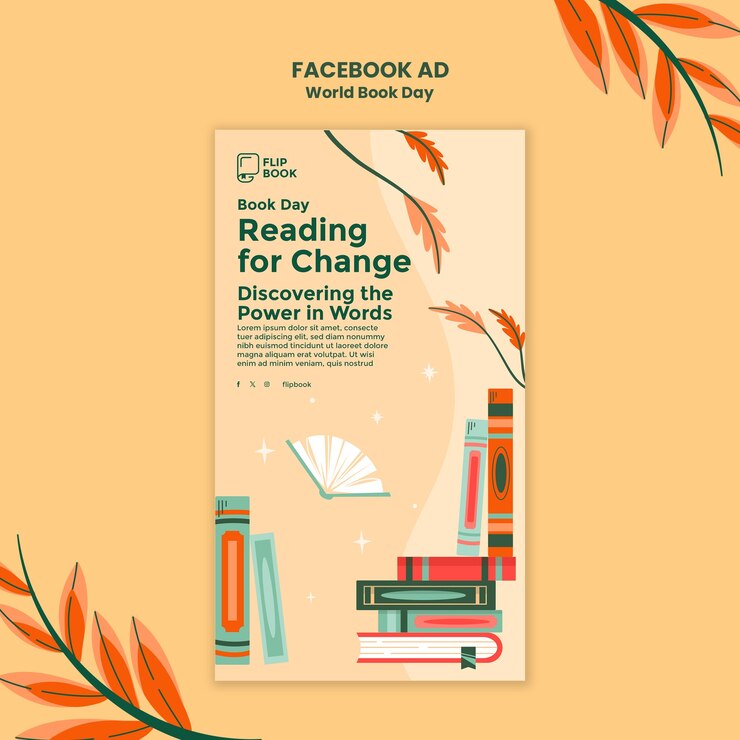 FACEBOOK AD
World Book Day
FLIP
BOOK
Book Day
Reading
for Change
Discovering the
Power in Words
Lorem ipsum dolor sit amet, consecte
tuer adipiscing elit, sed diam nonummy
nibh euismod tincidunt ut laoreet dolore
magna aliquam erat volutpat. Ut wisi
enim ad minim veniam, quis nostrud
flipbook